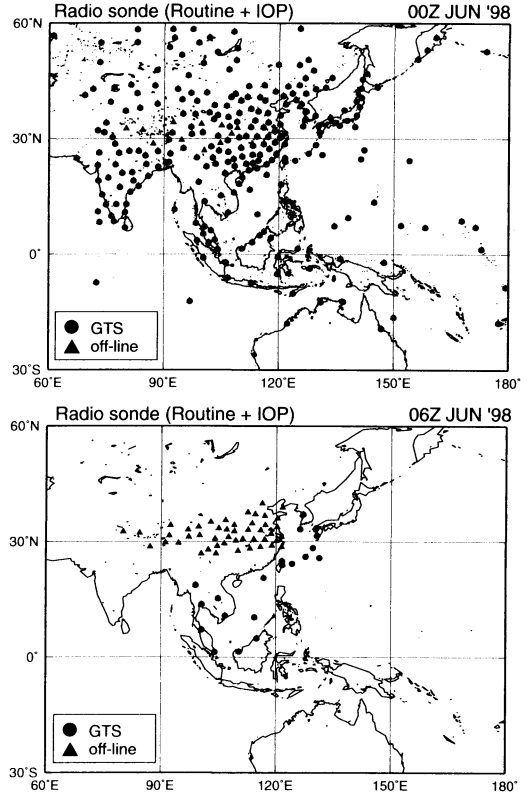 Radio sonde (Routine + IOP) 00Z JUN '98
60°N
30°N
0°
30°S
GTS
off-line
60°E 90°E 120°E 150°E 180°
Radio sonde (Routine + IOP) 06Z JUN '98
60°N
30°N
0°
30°S
GTS
off-line
60°E 90°E 120°E 150°E 180°